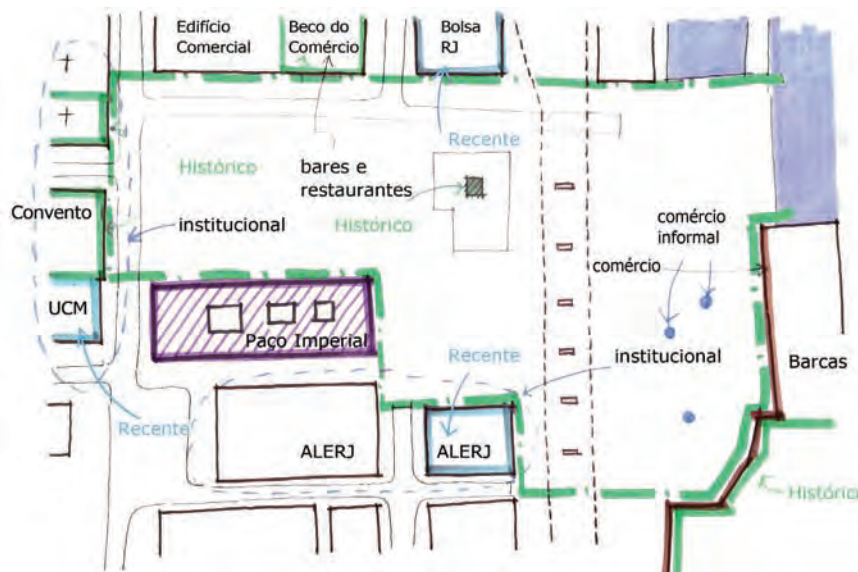 Edifício
Comercial
Beco do
Comércio
Bolsa
RJ
Recente
Histórico
bares e
restaurantes
Convento
institucional
Histórico
comércio
informal
comércio
UCM
Paço Imperial
Recente
institucional
Barcas
Recente
ALERJ
ALERJ
Histórico